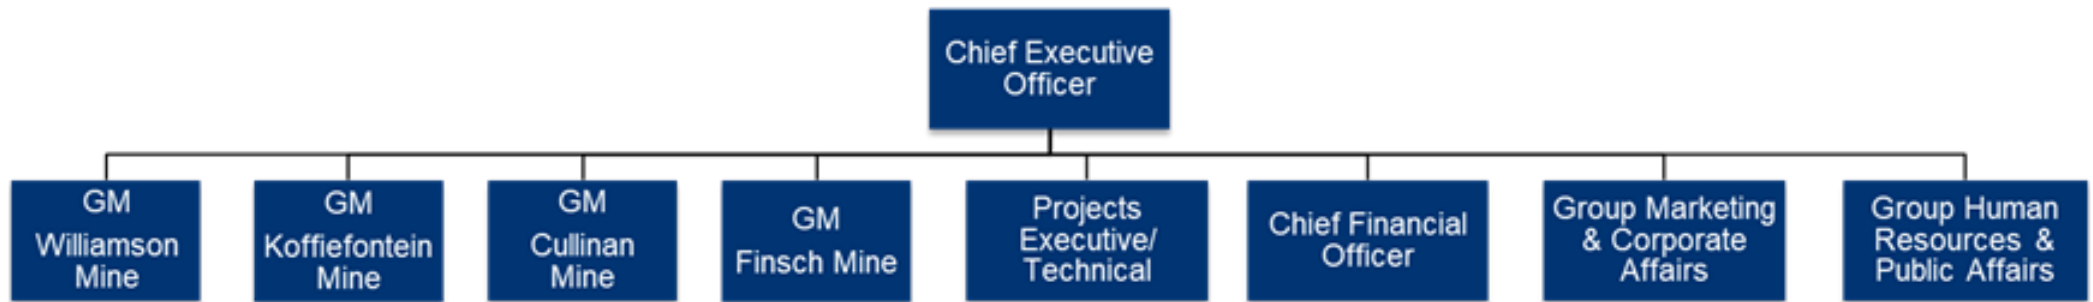 Chief Executive
Officer
GM
Williamson
Mine
GM
Koffiefontein
Mine
GM
Cullinan
Mine
GM
Finsch Mine
Projects
Executive/
Technical
Chief Financial
Officer
Group Marketing
& Corporate
Affairs
Group Human
Resources &
Public Affairs